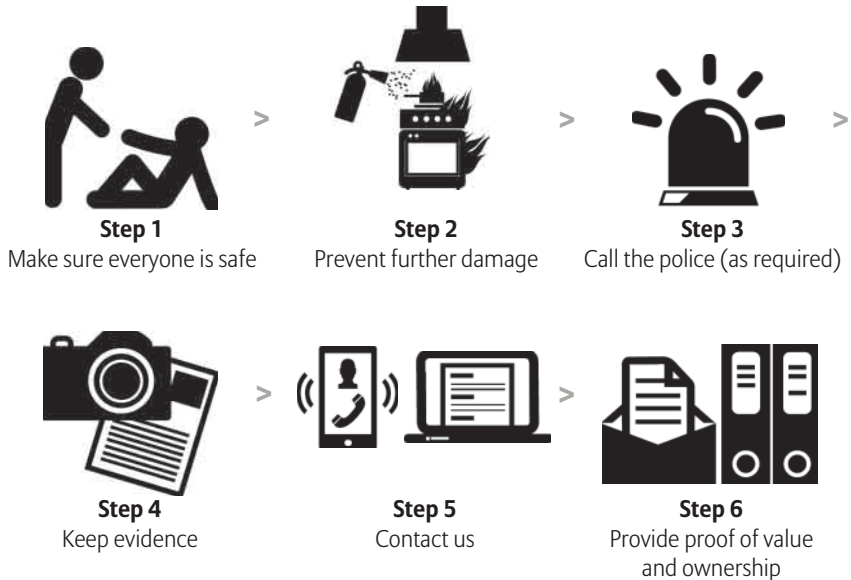 Step 1
Make sure everyone is safe
>
Step 2
Prevent further damage
>
Step 3
Call the police (as required)
>
Step 4
Keep evidence
>
Step 5
Contact us
>
Step 6
Provide proof of value
and ownership